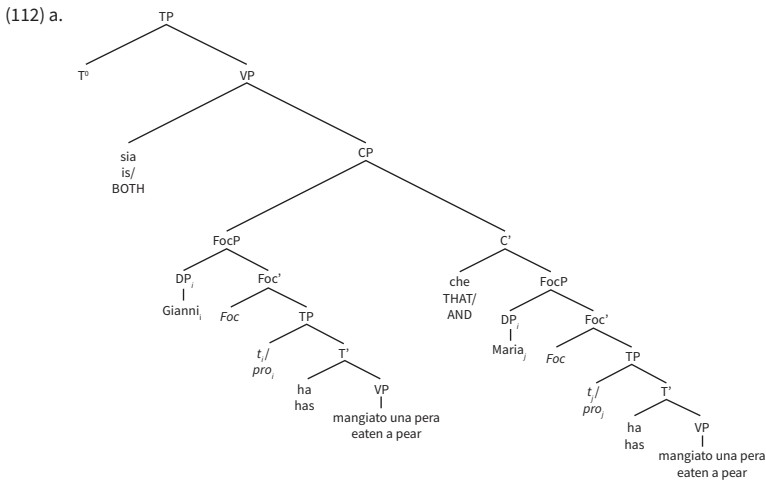 (112) a.
TP
T⁰ VP
sia
is/
BOTH
CP
FocP C’
DPᵢ Foc’
Gianniᵢ Foc TP
tᵢ/
proᵢ
T’
ha
has
VP
mangiato una pera
eaten a pear
che
THAT/
AND
FocP
DPᵢ Foc’
Mariaⱼ Foc TP
tⱼ/
proⱼ
T’
ha
has
VP
mangiato una pera
eaten a pear